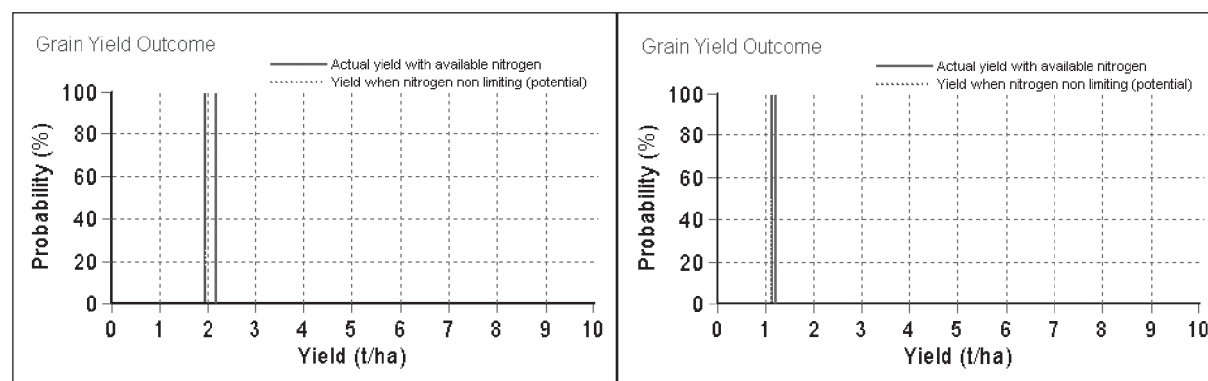 Grain Yield Outcome
Actual yield with available nitrogen
Yield when nitrogen non limiting (potential)
Probability (%)
100
80
60
40
20
0
0 1 2 3 4 5 6 7 8 9 10
Yield (t/ha)
Grain Yield Outcome
Actual yield with available nitrogen
Yield when nitrogen non limiting (potential)
Probability (%)
100
80
60
40
20
0
0 1 2 3 4 5 6 7 8 9 10
Yield (t/ha)